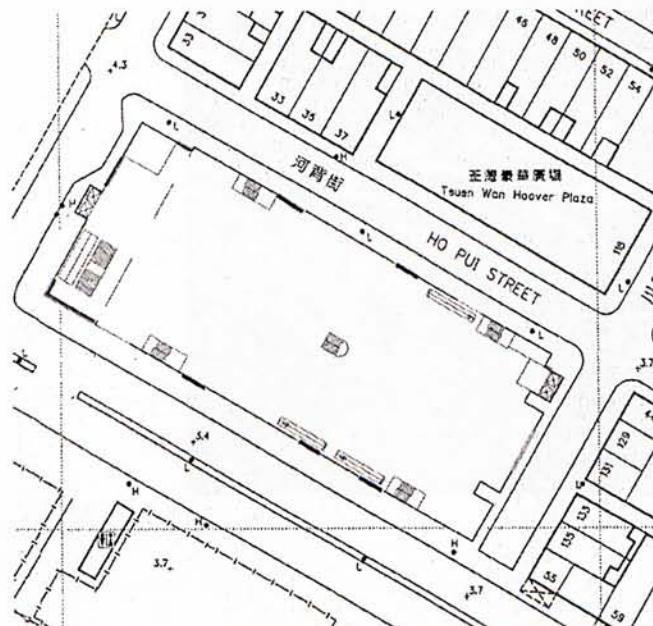 STREET
33
46
48
50
52
54
4.3
33
35
37
L
L
H
河背街
荃灣豪華廣場
Tsuen Wan Hoover Plaza
118
H
L
HO PUI STREET
L
L
3.7
129
131
L
133
135
5.4
L
H
H
H
3.7
L
3.7
55
59